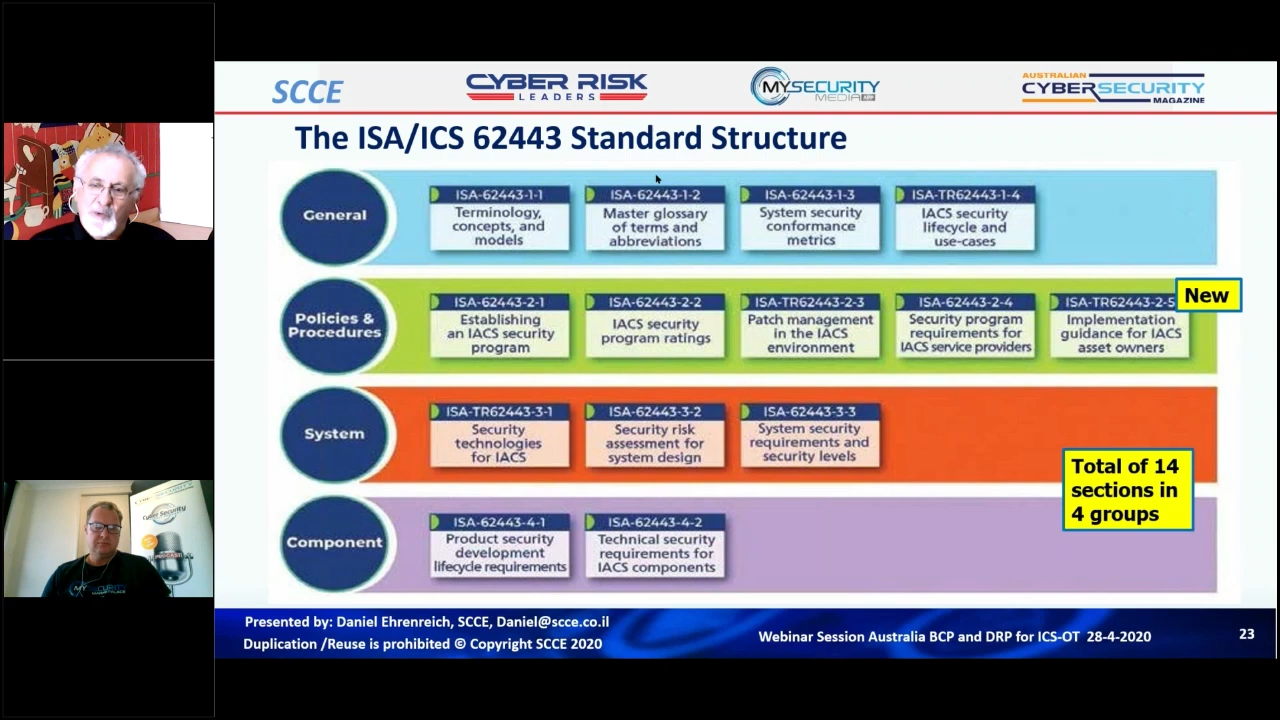 SCCE
CYBER RISK
LEADERS
MYSECURITY
MEDIA
AUSTRALIAN
CYBERSECURITY
MAGAZINE
The ISA/ICS 62443 Standard Structure
General
ISA-62443-1-1
Terminology,
concepts, and
models
ISA-62443-1-2
Master glossary
of terms and
abbreviations
ISA-62443-1-3
System security
conformance
metrics
ISA-TR62443-1-4
IACS security
lifecycle and
use-cases
New
Policies &
Procedures
ISA-62443-2-1
Establishing
an IACS security
program
ISA-62443-2-2
IACS security
program ratings
ISA-TR62443-2-3
Patch management
in the IACS
environment
ISA-62443-2-4
Security program
requirements for
IACS service providers
ISA-TR62443-2-5
Implementation
guidance for IACS
asset owners
System
ISA-TR62443-3-1
Security
technologies
for IACS
ISA-62443-3-2
Security risk
assessment for
system design
ISA-62443-3-3
System security
requirements and
security levels
Total of 14
sections in
4 groups
Component
ISA-62443-4-1
Product security
development
lifecycle requirements
ISA-62443-4-2
Technical security
requirements for
IACS components
Presented by: Daniel Ehrenreich, SCCE, Daniel@scce.co.il
Duplication /Reuse is prohibited © Copyright SCCE 2020
Webinar Session Australia BCP and DRP for ICS-OT 28-4-2020
23
Cyber Security
PODCAST